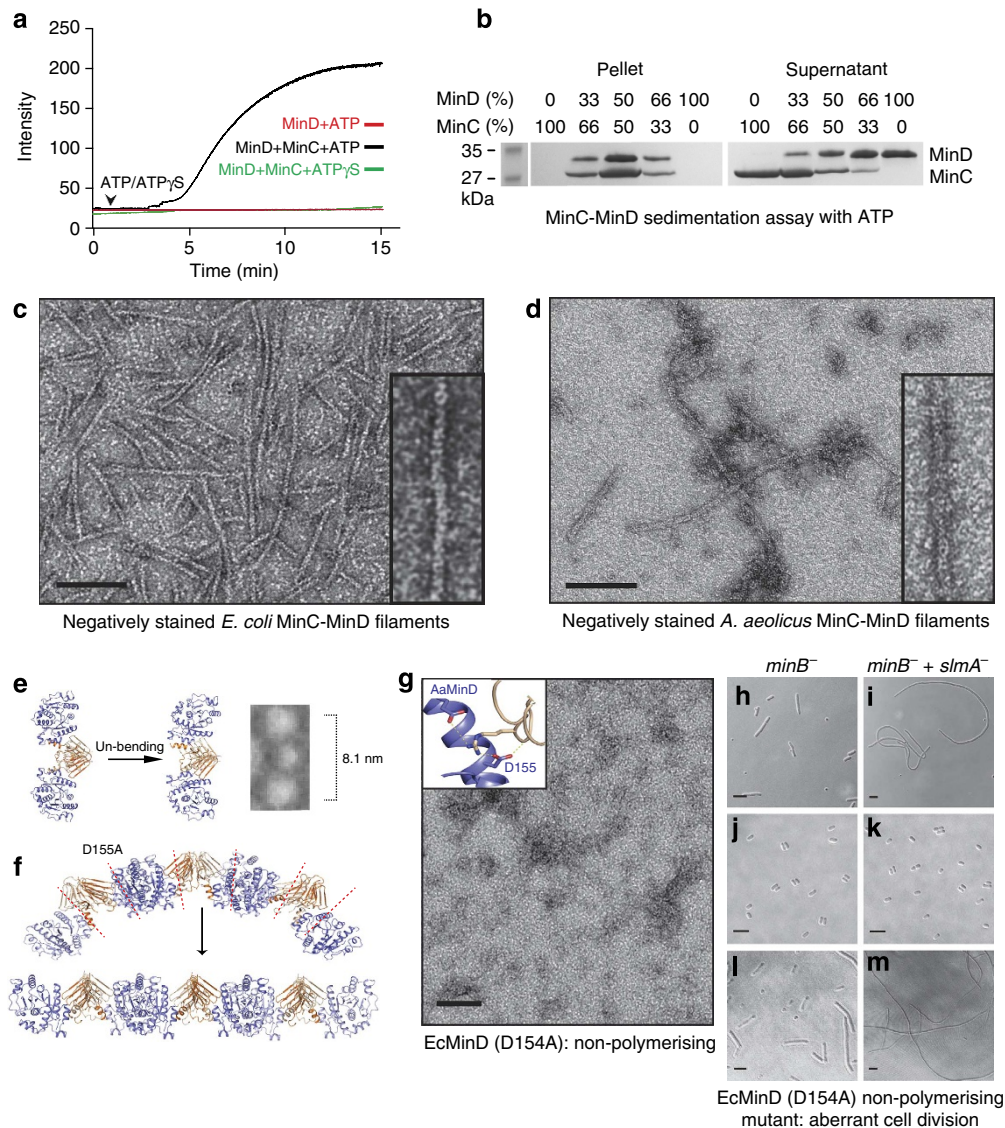 a
250
200
150
100
50
0
Intensity
MinD+ATP
MinD+MinC+ATP
MinD+MinC+ATPγS
ATP/ATPγS
0 5 10 15
Time (min)
b
Pellet Supernatant
MinD (%) 0 33 50 66 100 0 33 50 66 100
MinC (%) 100 66 50 33 0 100 66 50 33 0
35 MinD
27 MinC
kDa
MinC-MinD sedimentation assay with ATP
c
Negatively stained E. coli MinC-MinD filaments
d
Negatively stained A. aeolicus MinC-MinD filaments
e
Un-bending
8.1 nm
f
D155A
g
AaMinD
D155
EcMinD (D154A): non-polymerising
minB– minB– + slmA–
h i
j k
l m
EcMinD (D154A) non-polymerising
mutant: aberrant cell division